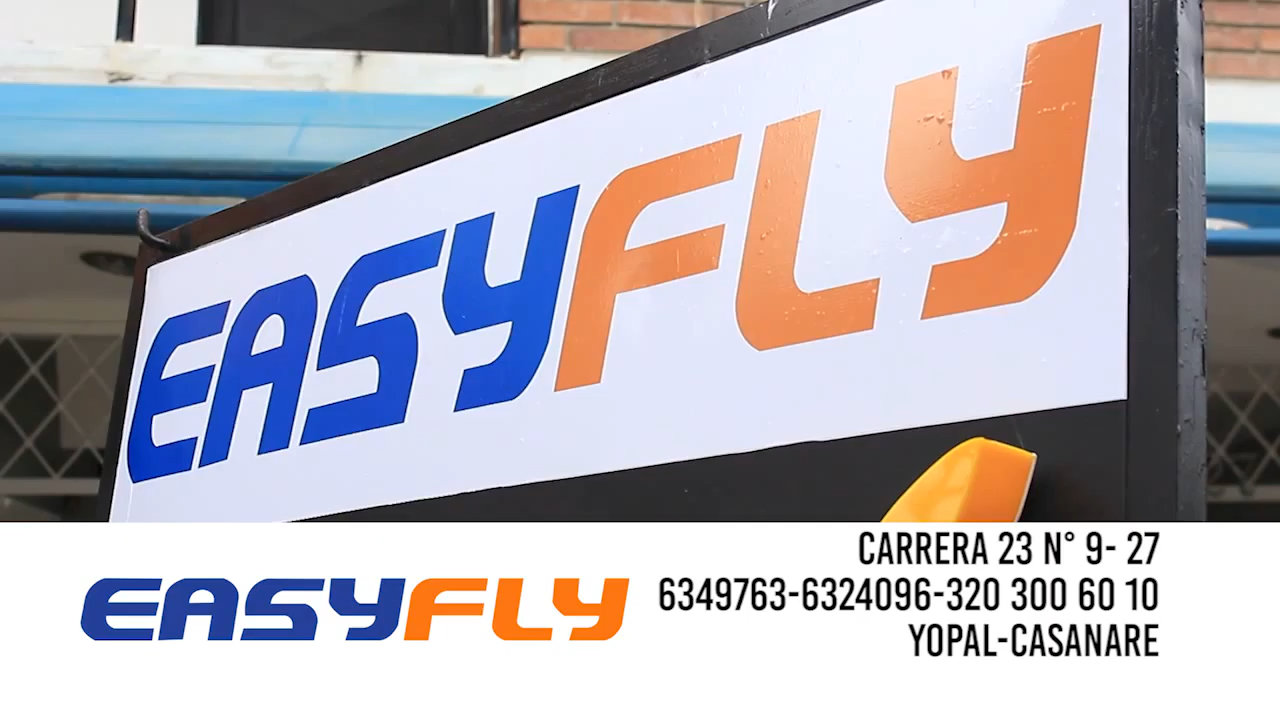 EASYFLY
EASYFLY
CARRERA 23 N° 9- 27
6349763-6324096-320 300 60 10
YOPAL-CASANARE